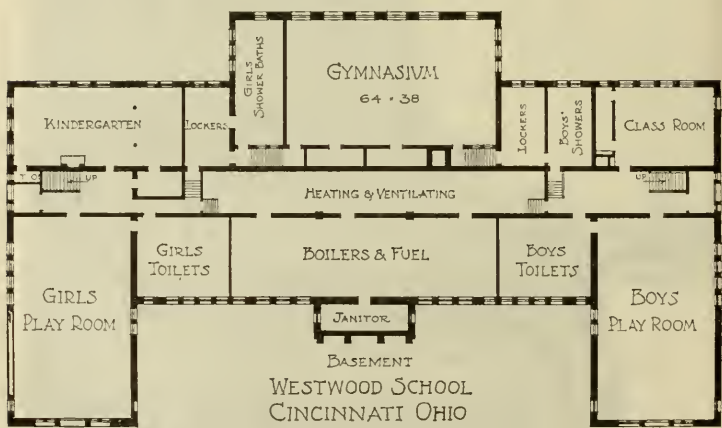 GIRLS
SHOWER BATHS
GYMNASIUM
64 · 38
KINDERGARTEN
LOCKERS
LOCKERS
BOYS'
SHOWERS
CLASS ROOM
UP
UP
HEATING & VENTILATING
GIRLS
TOILETS
BOILERS & FUEL
BOYS
TOILETS
GIRLS
PLAY ROOM
BOYS
PLAY ROOM
JANITOR
BASEMENT
WESTWOOD SCHOOL
CINCINNATI OHIO